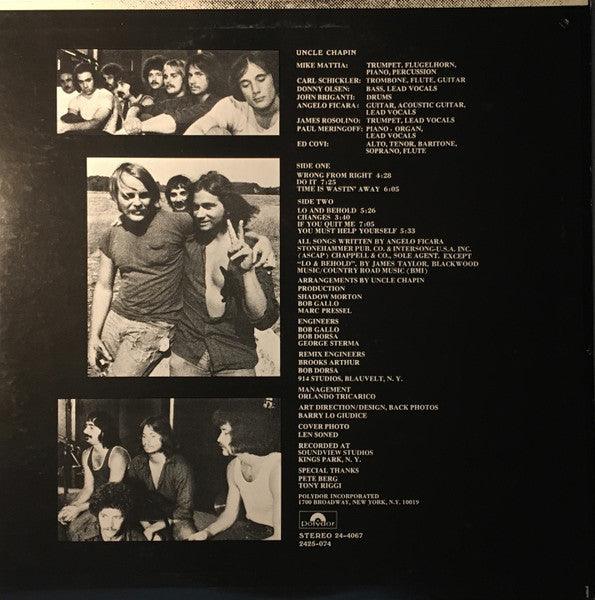 UNCLE CHAPIN
MIKE MATTIA: TRUMPET, FLUGELHORN,
PIANO, PERCUSSION
CARL SCHICKLER: TROMBONE, FLUTE, GUITAR
DONNY OLSEN: BASS, LEAD VOCALS
JOHN BRIGANTI: DRUMS
ANGELO FICARA: GUITAR, ACOUSTIC GUITAR,
LEAD VOCALS
JAMES ROSOLINO: TRUMPET, LEAD VOCALS
PAUL MERINGOFF: PIANO - ORGAN,
LEAD VOCALS
ED COVI: ALTO, TENOR, BARITONE,
SOPRANO, FLUTE
SIDE ONE
WRONG FROM RIGHT 4:28
DO IT 7:25
TIME IS WASTIN' AWAY 6:05
SIDE TWO
LO AND BEHOLD 5:26
CHANGES 3:40
IF YOU QUIT ME 7:05
YOU MUST HELP YOURSELF 5:33
ALL SONGS WRITTEN BY ANGELO FICARA
STONEHAMMER PUB. CO. & INTERSONG-U.S.A. INC.
(ASCAP) CHAPPELL & CO., SOLE AGENT. EXCEPT
"LO & BEHOLD", BY JAMES TAYLOR, BLACKWOOD
MUSIC/COUNTRY ROAD MUSIC (BMI)
ARRANGEMENTS BY UNCLE CHAPIN
PRODUCTION
SHADOW MORTON
BOB GALLO
MARC PRESSEL
ENGINEERS
BOB GALLO
BOB DORSA
GEORGE STERMA
REMIX ENGINEERS
BROOKS ARTHUR
BOB DORSA
914 STUDIOS, BLAUVELT, N.Y.
MANAGEMENT
ORLANDO TRICARICO
ART DIRECTION/DESIGN, BACK PHOTOS
BARRY LO GIUDICE
COVER PHOTO
LEN SONED
RECORDED AT
SOUNDVIEW STUDIOS
KINGS PARK, N.Y.
SPECIAL THANKS
PETE BERG
TONY RIGGI
POLYDOR INCORPORATED
1700 BROADWAY, NEW YORK, N.Y. 10019
polydor
STEREO 24-4067
2425-074